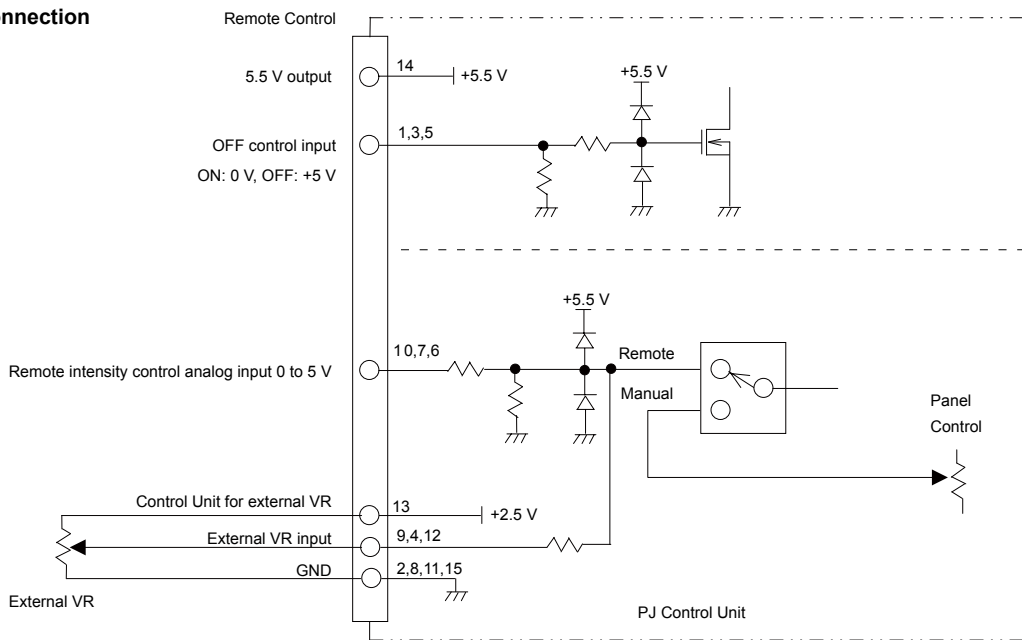 nnection
Remote Control
5.5 V output
14
+5.5 V
+5.5 V
OFF control input
1,3,5
ON: 0 V, OFF: +5 V
+5.5 V
Remote intensity control analog input 0 to 5 V
10,7,6
Remote
Manual
Panel
Control
Control Unit for external VR
13
+2.5 V
External VR input
9,4,12
GND
2,8,11,15
External VR
PJ Control Unit